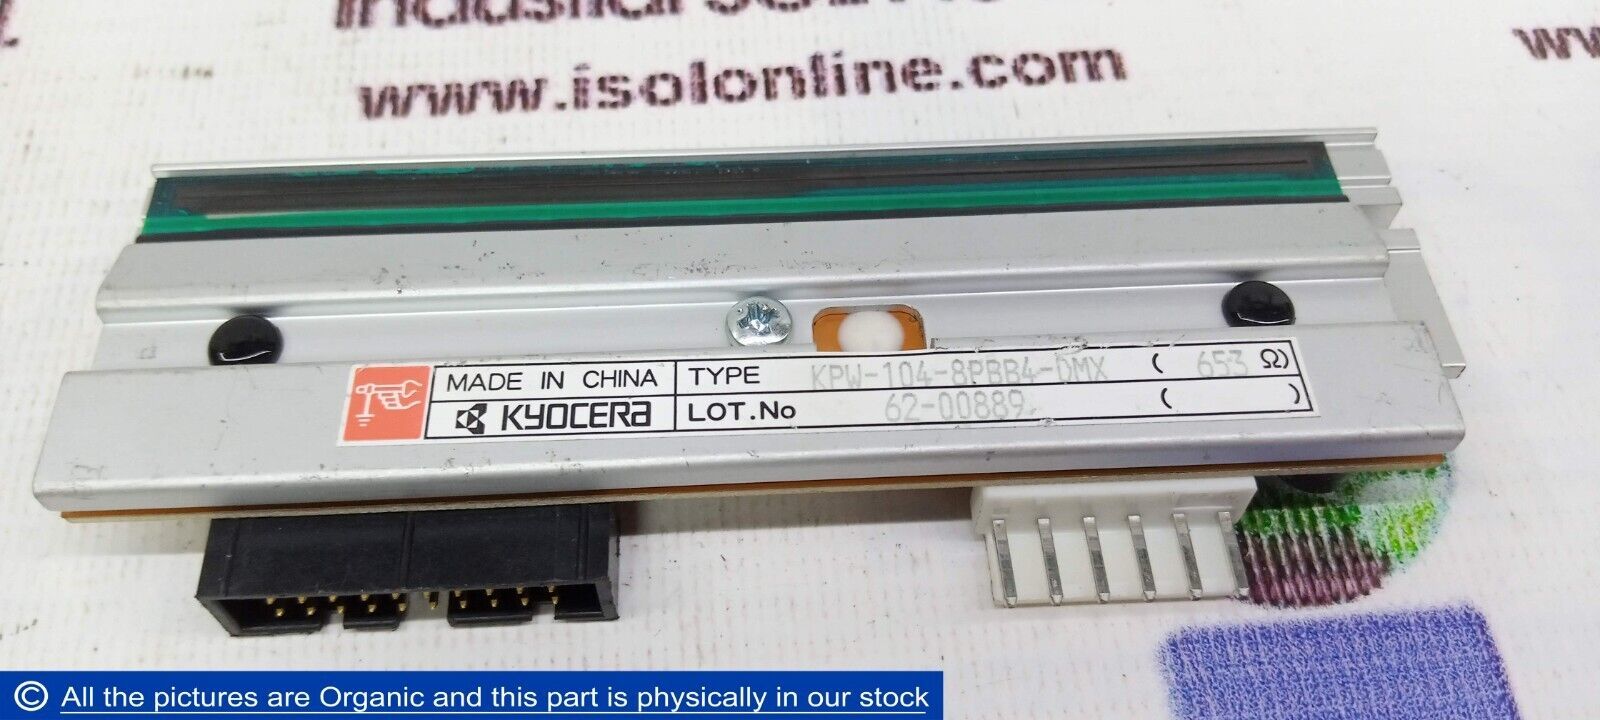 www.isolonline.com
MADE IN CHINA
KYOCERA
TYPE KPW-104-8PBB4-DMX ( 653 Ω)
LOT.No 62-00889 ( )
© All the pictures are Organic and this part is physically in our stock